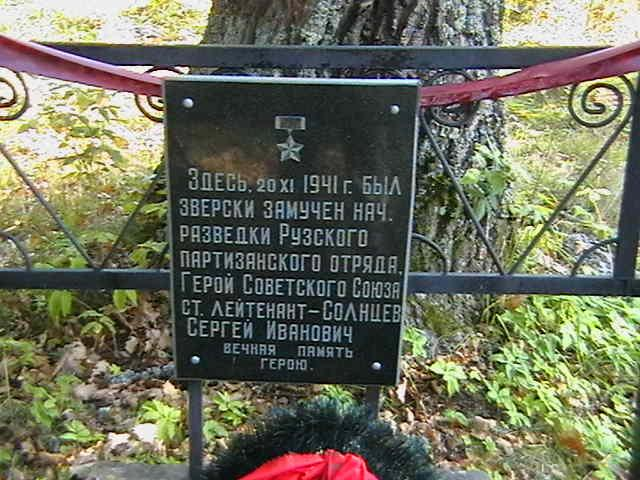 Здесь, 20 XI 1941 г. был
зверски замучен нач.
разведки Рузского
партизанского отряда,
Герой Советского Союза
ст. лейтенант-Солнцев
Сергей Иванович
вечная память
герою.